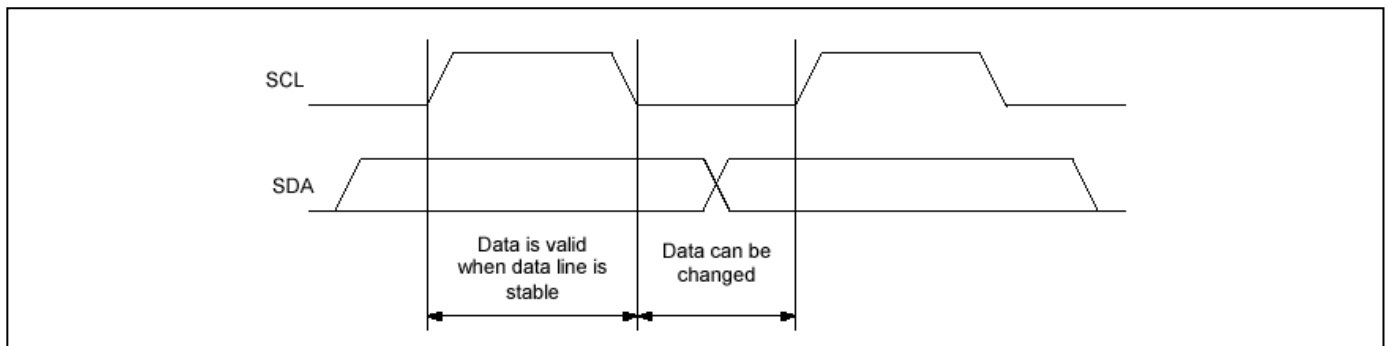 SCL
SDA
Data is valid
when data line is
stable
Data can be
changed